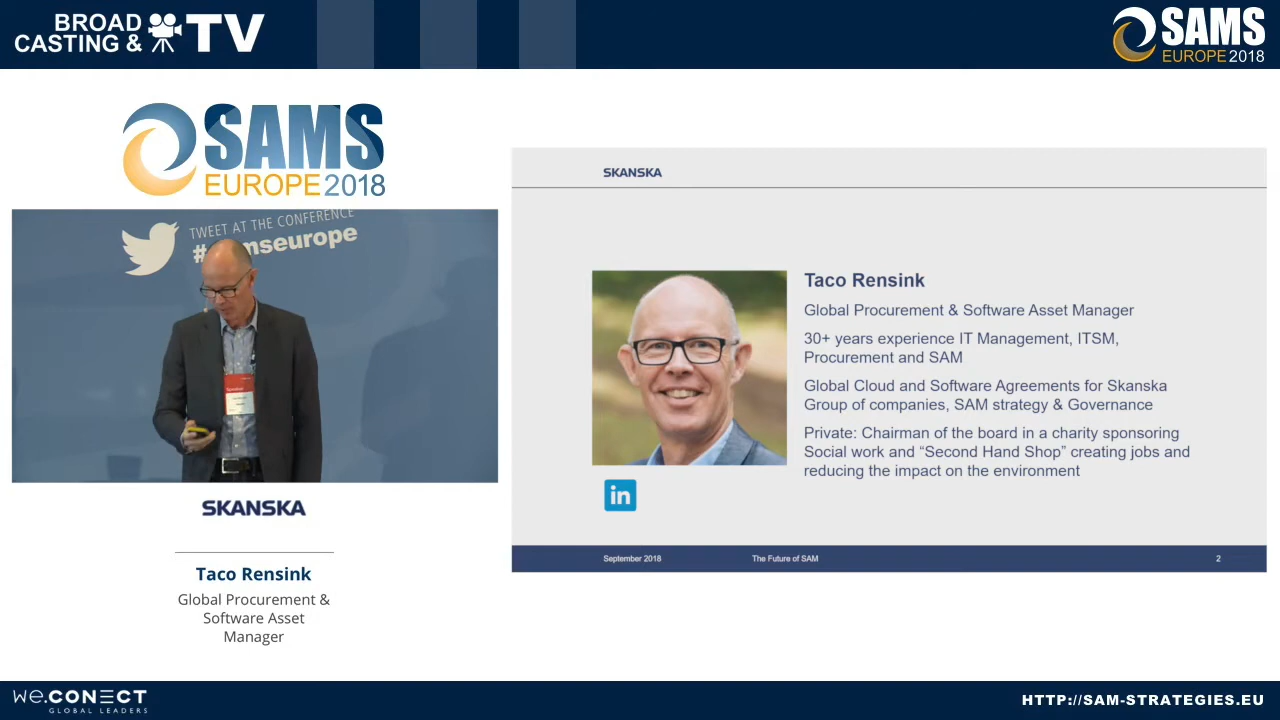 BROAD
CASTING & TV
SAMS
EUROPE 2018
SAMS
EUROPE 2018
TWEET AT THE CONFERENCE
SKANSKA
Taco Rensink
Global Procurement &
Software Asset
Manager
SKANSKA
Taco Rensink
Global Procurement & Software Asset Manager
30+ years experience IT Management, ITSM,
Procurement and SAM
Global Cloud and Software Agreements for Skanska
Group of companies, SAM strategy & Governance
Private: Chairman of the board in a charity sponsoring
Social work and “Second Hand Shop” creating jobs and
reducing the impact on the environment
in
September 2018
The Future of SAM
2
we.CONECT
GLOBAL LEADERS
HTTP://SAM-STRATEGIES.EU